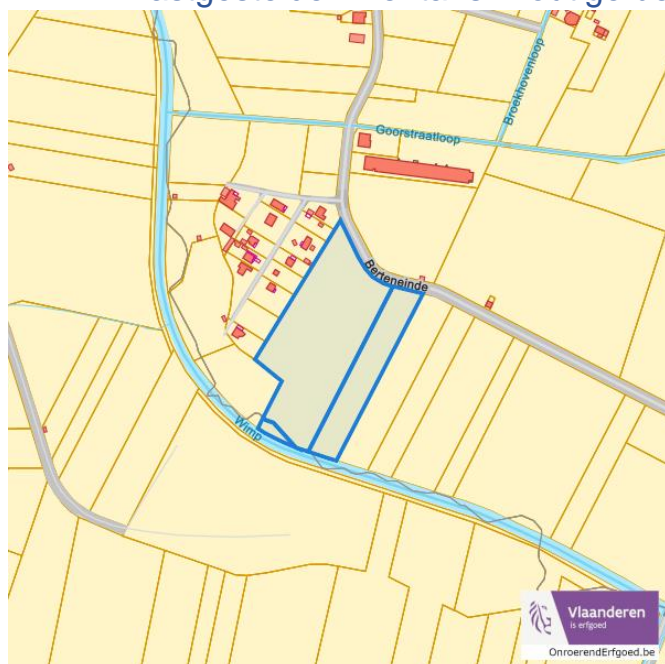 Goorstraatloop
Broekhovenloop
Berteneinde
Wimp
Vlaanderen
is erfgoed
OnroerendErfgoed.be